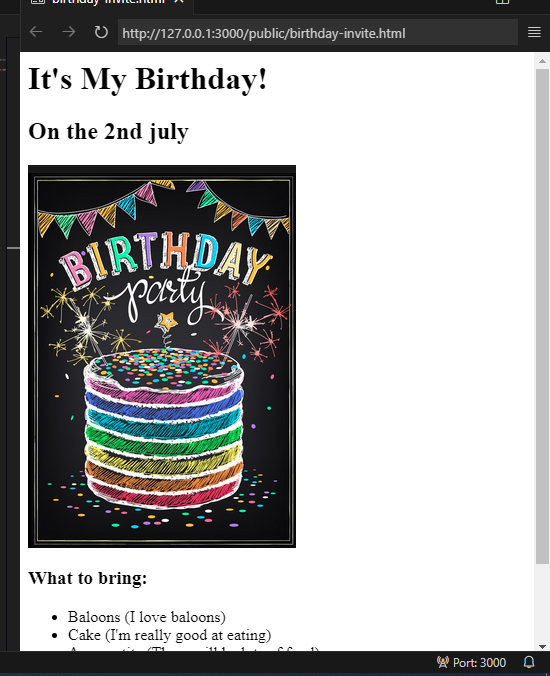 birthday-invite.html
http://127.0.0.1:3000/public/birthday-invite.html
It's My Birthday!
On the 2nd july
BIRTHDAY
party
What to bring:
Baloons (I love baloons)
Cake (I'm really good at eating)
Port: 3000